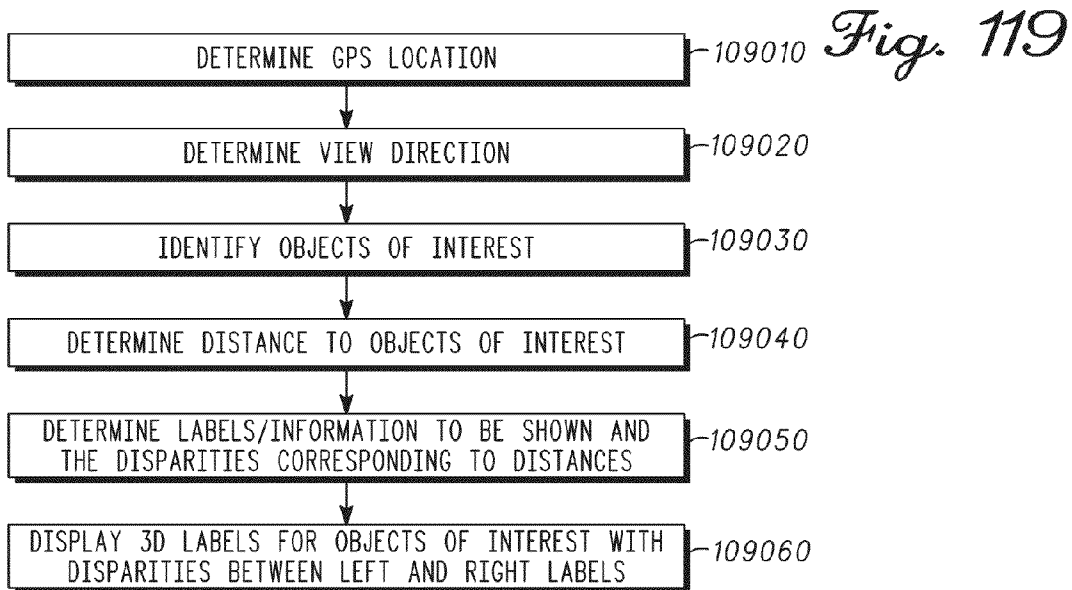 Fig. 119
DETERMINE GPS LOCATION
109010
DETERMINE VIEW DIRECTION
109020
IDENTIFY OBJECTS OF INTEREST
109030
DETERMINE DISTANCE TO OBJECTS OF INTEREST
109040
DETERMINE LABELS/INFORMATION TO BE SHOWN AND
THE DISPARITIES CORRESPONDING TO DISTANCES
109050
DISPLAY 3D LABELS FOR OBJECTS OF INTEREST WITH
DISPARITIES BETWEEN LEFT AND RIGHT LABELS
109060